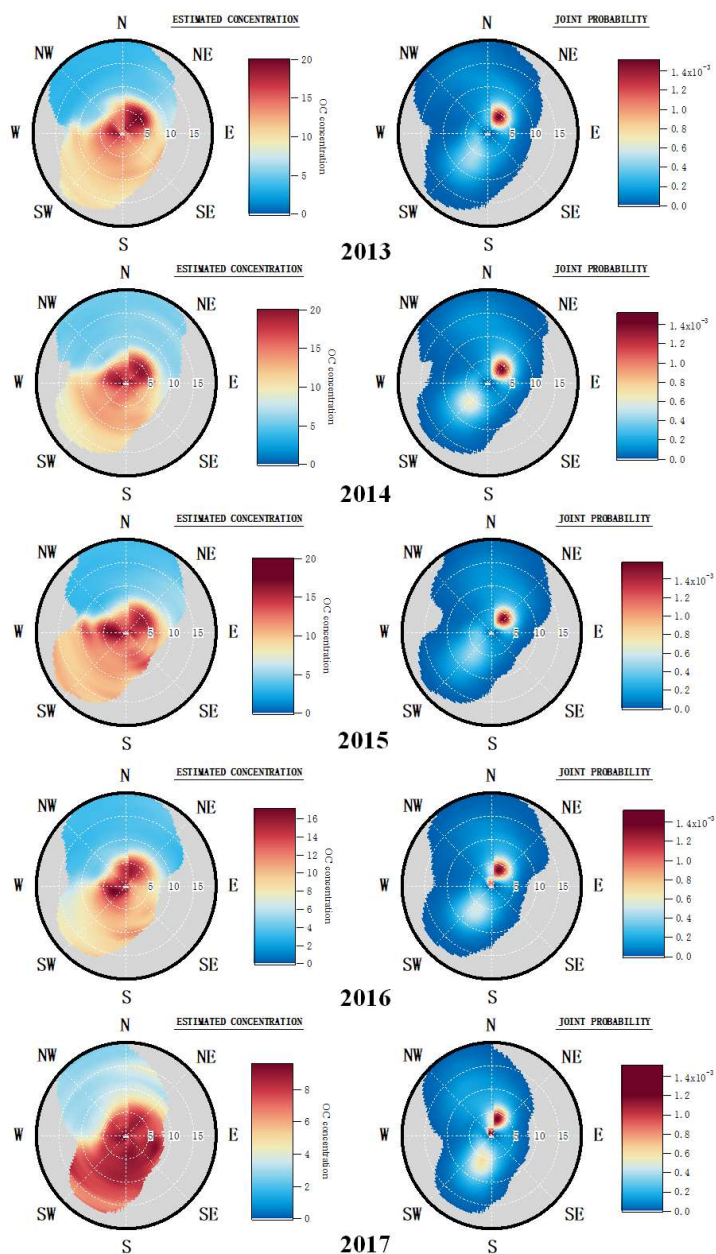 ESTIMATED CONCENTRATION
JOINT PROBABILITY
N
NW NE
W E
SW SE
S
5 10 15
20
15
10
5
0
OC concentration
N
NW NE
W E
SW SE
S
5 10 15
1.4x10⁻³
1.2
1.0
0.8
0.6
0.4
0.2
0.0
2013
ESTIMATED CONCENTRATION
JOINT PROBABILITY
N
NW NE
W E
SW SE
S
5 10 15
20
15
10
5
0
OC concentration
N
NW NE
W E
SW SE
S
5 10 15
1.4x10⁻³
1.2
1.0
0.8
0.6
0.4
0.2
0.0
2014
ESTIMATED CONCENTRATION
JOINT PROBABILITY
N
NW NE
W E
SW SE
S
5 10 15
20
15
10
5
0
OC concentration
N
NW NE
W E
SW SE
S
5 10 15
1.4x10⁻³
1.2
1.0
0.8
0.6
0.4
0.2
0.0
2015
ESTIMATED CONCENTRATION
JOINT PROBABILITY
N
NW NE
W E
SW SE
S
5 10 15
16
14
12
10
8
6
4
2
0
OC concentration
N
NW NE
W E
SW SE
S
5 10 15
1.4x10⁻³
1.2
1.0
0.8
0.6
0.4
0.2
0.0
2016
ESTIMATED CONCENTRATION
JOINT PROBABILITY
N
NW NE
W E
SW SE
S
5 10 15
8
6
4
2
0
OC concentration
N
NW NE
W E
SW SE
S
5 10 15
1.4x10⁻³
1.2
1.0
0.8
0.6
0.4
0.2
0.0
2017